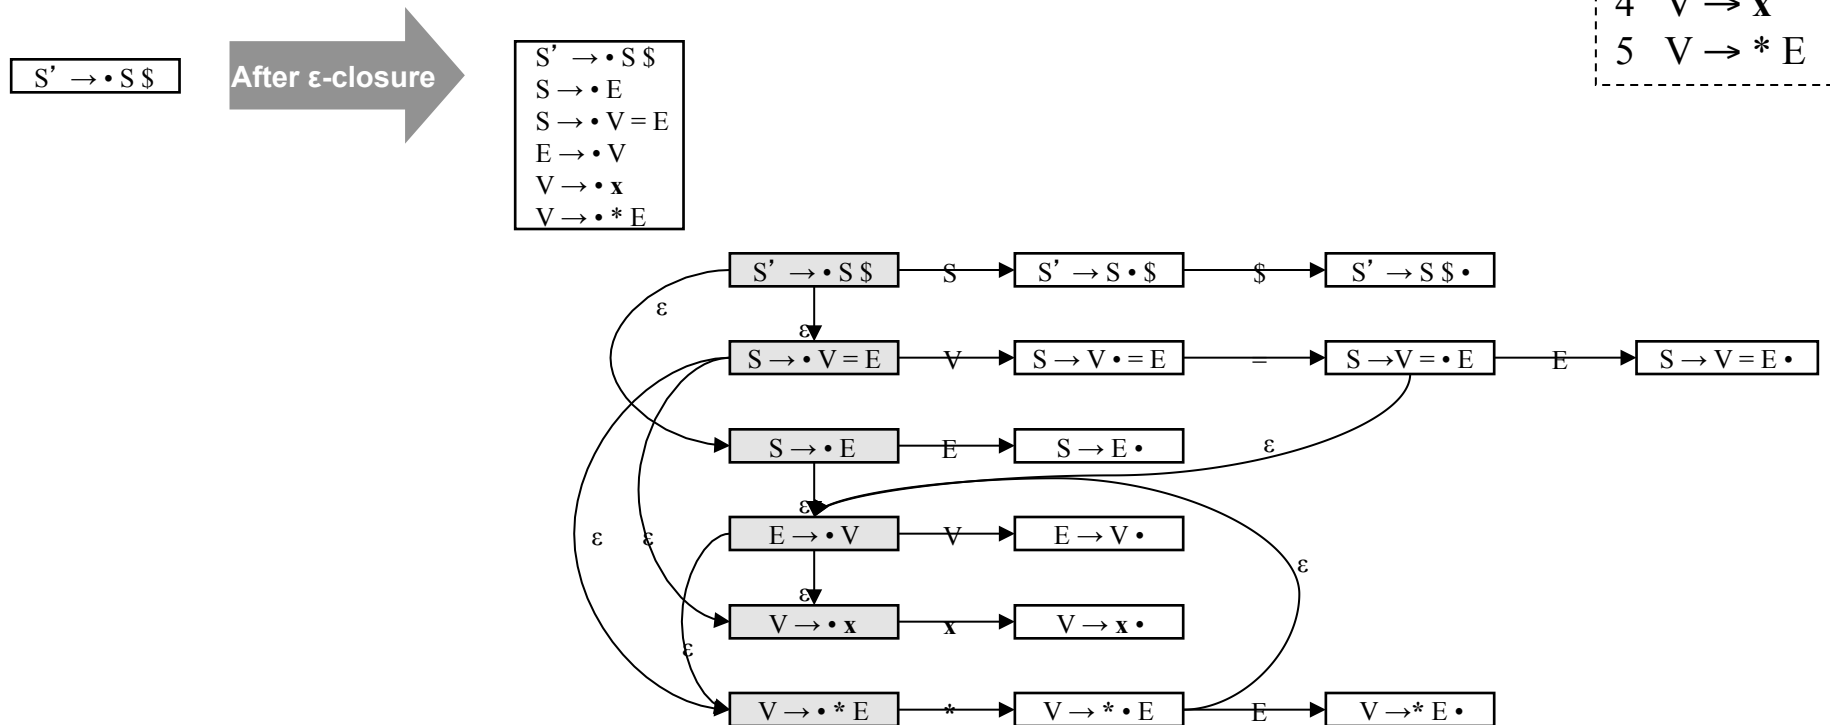 4 V → x
5 V → * E
S’ → • S $
After ε-closure
S’ → • S $
S → • E
S → • V = E
E → • V
V → • x
V → • * E
S’ → • S $ S S’ → S • $ $ S’ → S $ •
ε
ε
S → • V = E V S → V • = E = S →V = • E E S → V = E •
S → • E E S → E •
ε
ε
E → • V V E → V •
ε
ε
ε
ε
V → • x x V → x •
ε
V → • * E * V → * • E E V →* E •